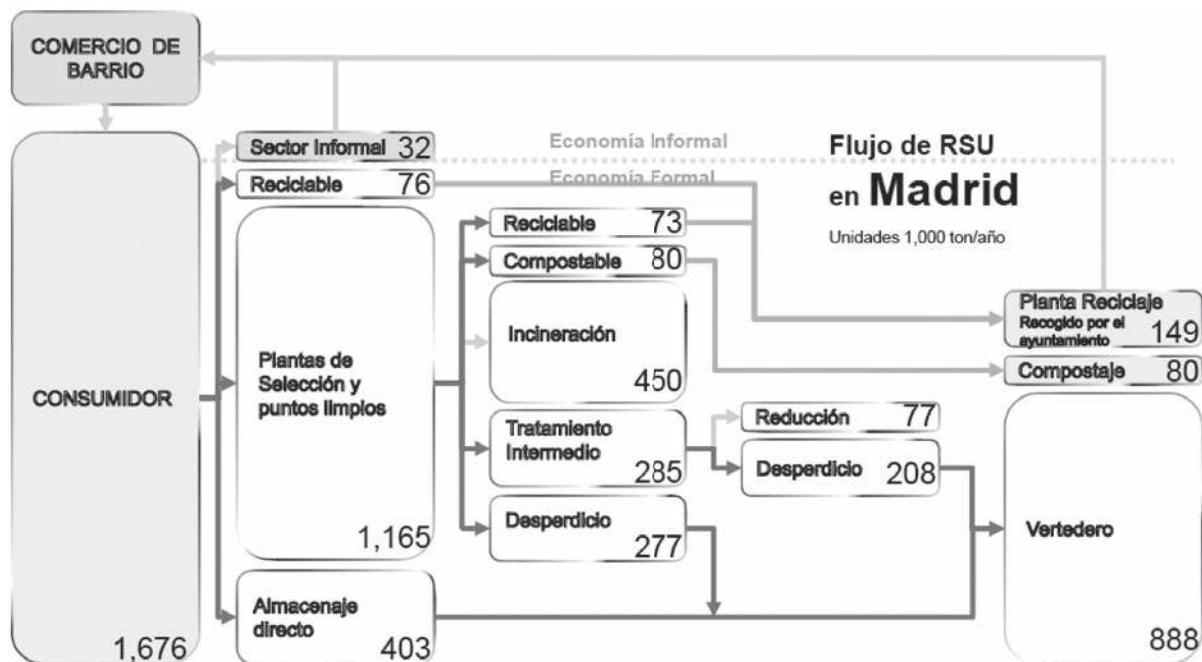 COMERCIO DE
BARRIO
CONSUMIDOR
1,676
Sector Informal 32
Reciclable 76
Plantas de
Selección y
puntos limpios
1,165
Almacenaje
directo
403
Economía Informal
Economía Formal
Reciclable 73
Compostable 80
Incineración
450
Tratamiento
Intermedio
285
Desperdicio
277
Reducción 77
Desperdicio 208
Flujo de RSU
en Madrid
Unidades 1,000 ton/año
Planta Reciclaje
Recogido por el
ayuntamiento 149
Compostaje 80
Vertedero
888